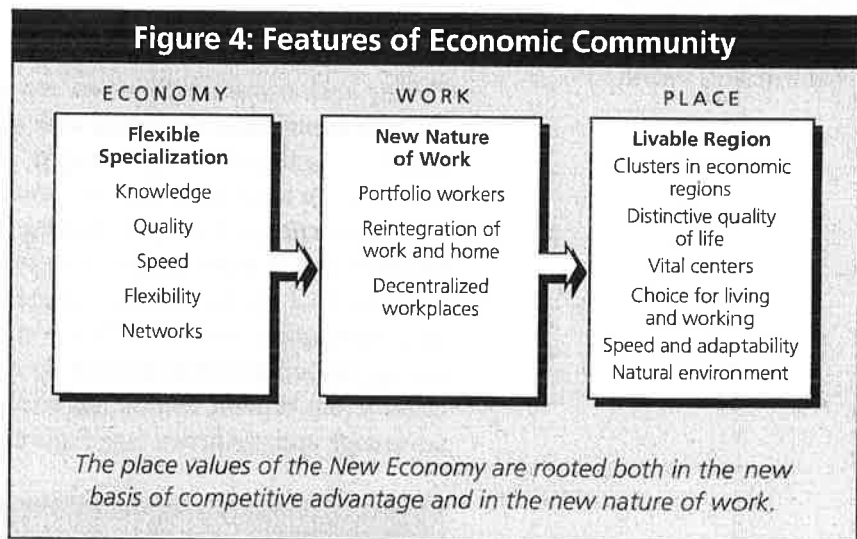 Figure 4: Features of Economic Community
ECONOMY
Flexible
Specialization
Knowledge
Quality
Speed
Flexibility
Networks
WORK
New Nature
of Work
Portfolio workers
Reintegration of
work and home
Decentralized
workplaces
PLACE
Livable Region
Clusters in economic
regions
Distinctive quality
of life
Vital centers
Choice for living
and working
Speed and adaptability
Natural environment
The place values of the New Economy are rooted both in the new
basis of competitive advantage and in the new nature of work.